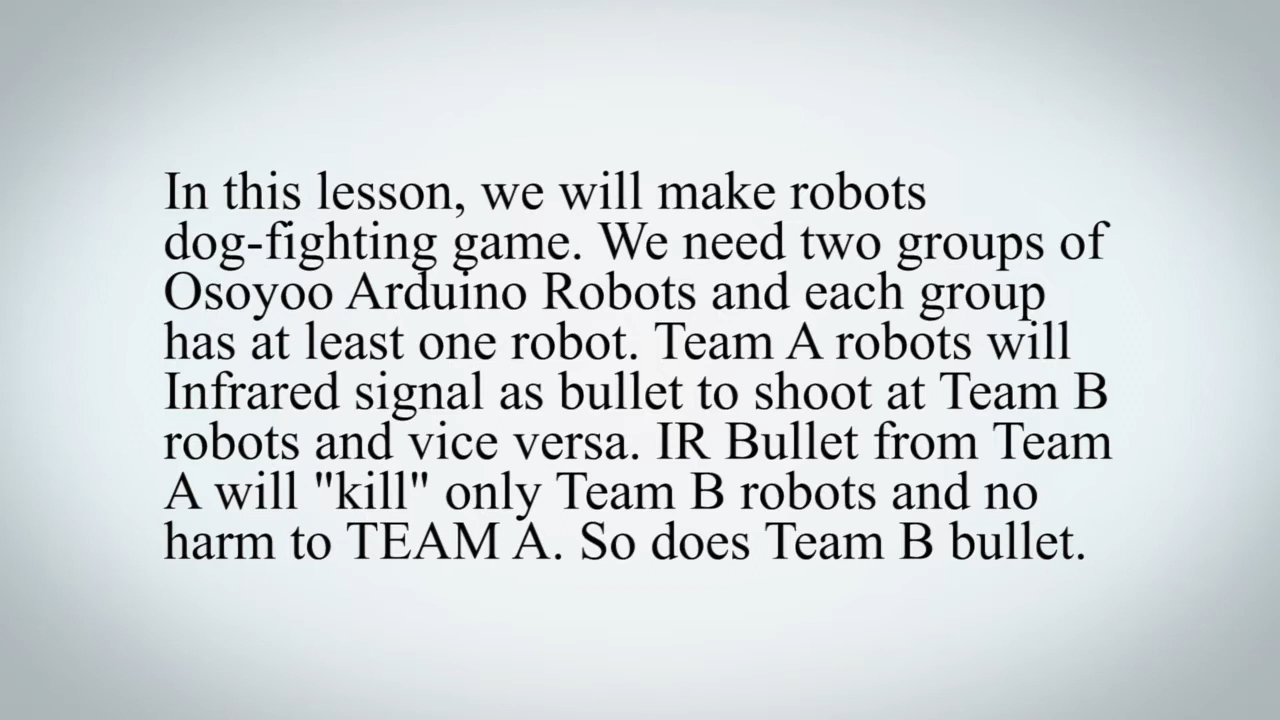 In this lesson, we will make robots
dog-fighting game. We need two groups of
Osoyoo Arduino Robots and each group
has at least one robot. Team A robots will
Infrared signal as bullet to shoot at Team B
robots and vice versa. IR Bullet from Team
A will "kill" only Team B robots and no
harm to TEAM A. So does Team B bullet.